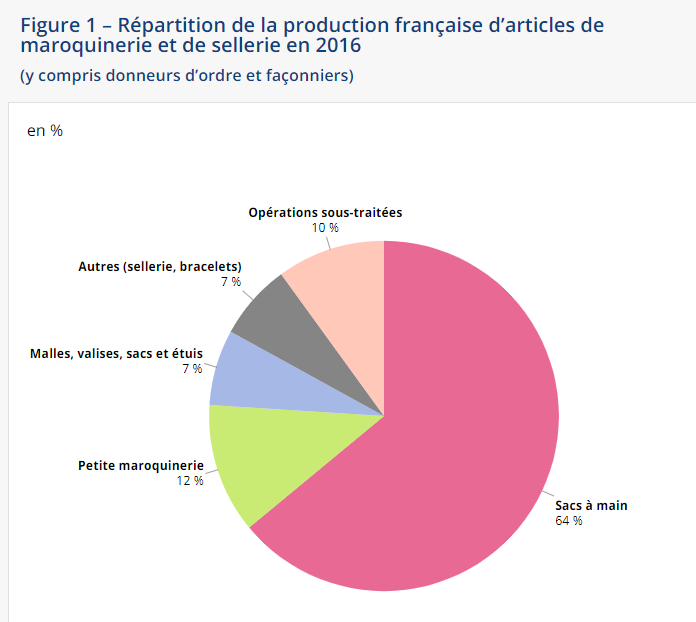 Figure 1 – Répartition de la production française d’articles de
maroquinerie et de sellerie en 2016
(y compris donneurs d’ordre et façonniers)
en %
Opérations sous-traitées
10 %
Autres (sellerie, bracelets)
7 %
Malles, valises, sacs et étuis
7 %
Petite maroquinerie
12 %
Sacs à main
64 %